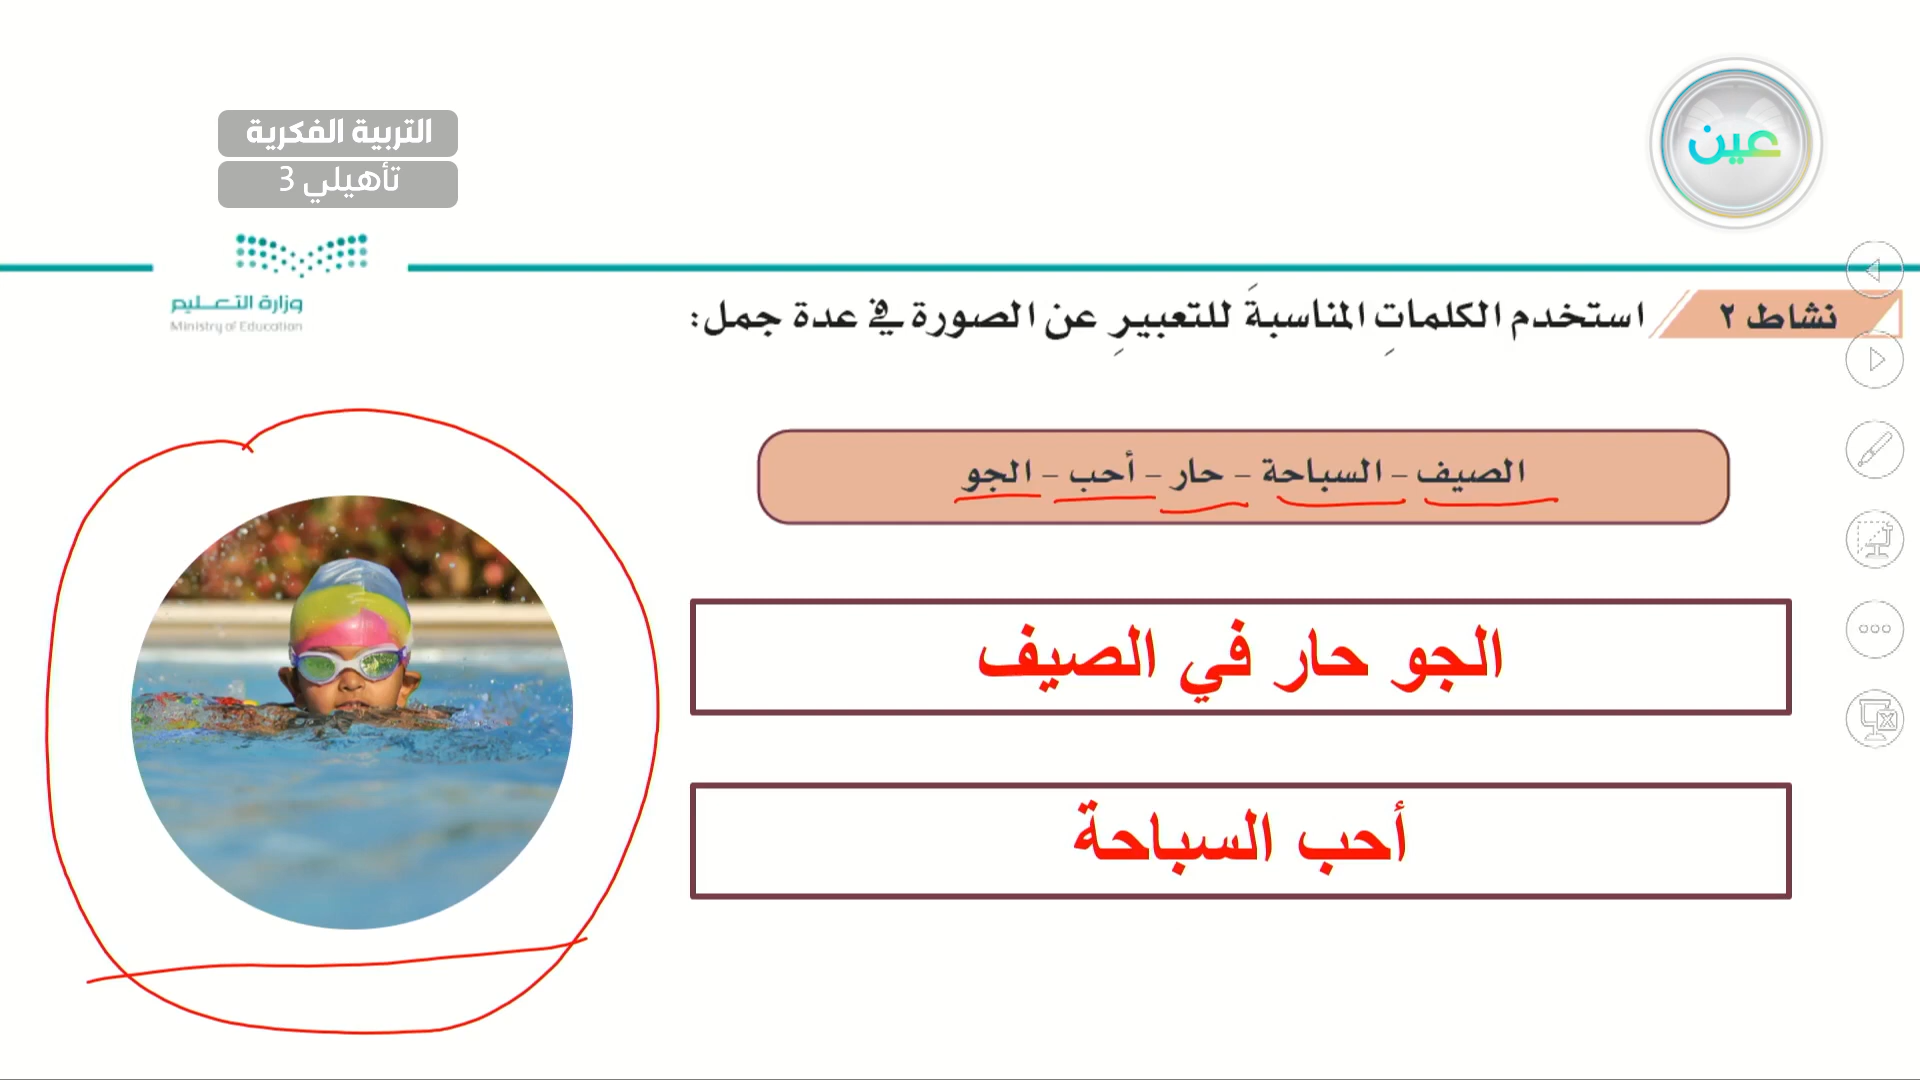 عين
التربية الفكرية
تأهيلي 3
وزارة التعليم
Ministry of Education
نشاط ٢
استخدم الكلماتِ المناسبةَ للتعبيرِ عن الصورة في عدة جمل:
الصيف – السباحة – حار – أحب – الجو
الجو حار في الصيف
أحب السباحة